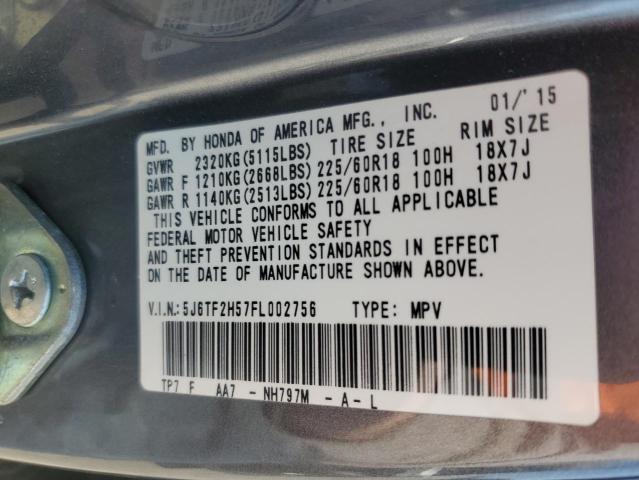 MFD. BY HONDA OF AMERICA MFG., INC. 01/'15
GVWR 2320KG(5115LBS) TIRE SIZE RIM SIZE
GAWR F 1210KG(2668LBS) 225/60R18 100H 18X7J
GAWR R 1140KG(2513LBS) 225/60R18 100H 18X7J
THIS VEHICLE CONFORMS TO ALL APPLICABLE
FEDERAL MOTOR VEHICLE SAFETY
AND THEFT PREVENTION STANDARDS IN EFFECT
ON THE DATE OF MANUFACTURE SHOWN ABOVE.
V.I.N.:5J6TF2H57FL002756 TYPE: MPV
TP7 F AA7 - NH797M - A - L